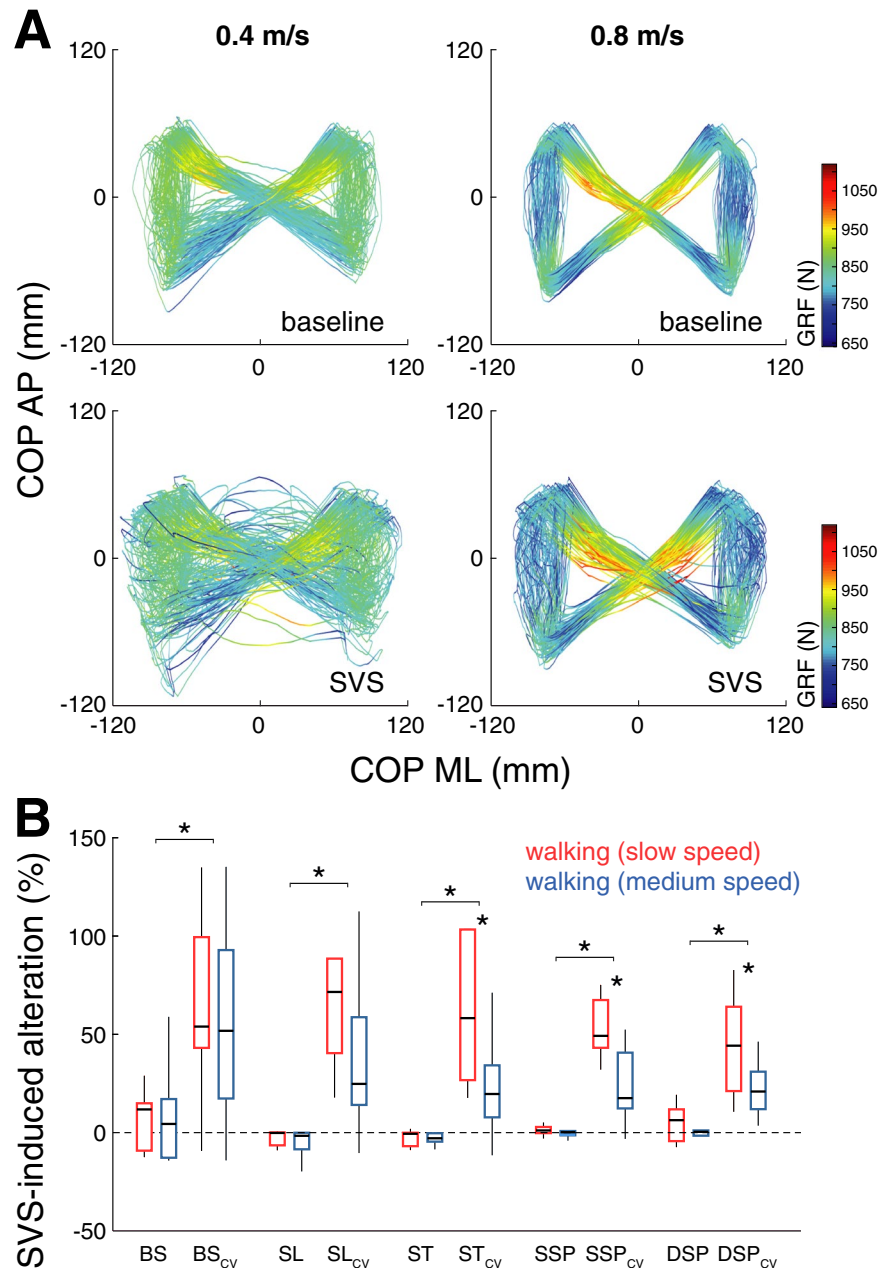 A
0.4 m/s
0.8 m/s
120
0
-120
-120
0
120
baseline
120
0
-120
-120
0
120
baseline
GRF (N)
1050
950
850
750
650
COP AP (mm)
120
0
-120
-120
0
120
SVS
120
0
-120
-120
0
120
SVS
GRF (N)
1050
950
850
750
650
COP ML (mm)
B
SVS-induced alteration (%)
150
100
50
0
-50
walking (slow speed)
walking (medium speed)
* * * * * * * *
BS BSCV SL SLCV ST STCV SSP SSPCV DSP DSPCV